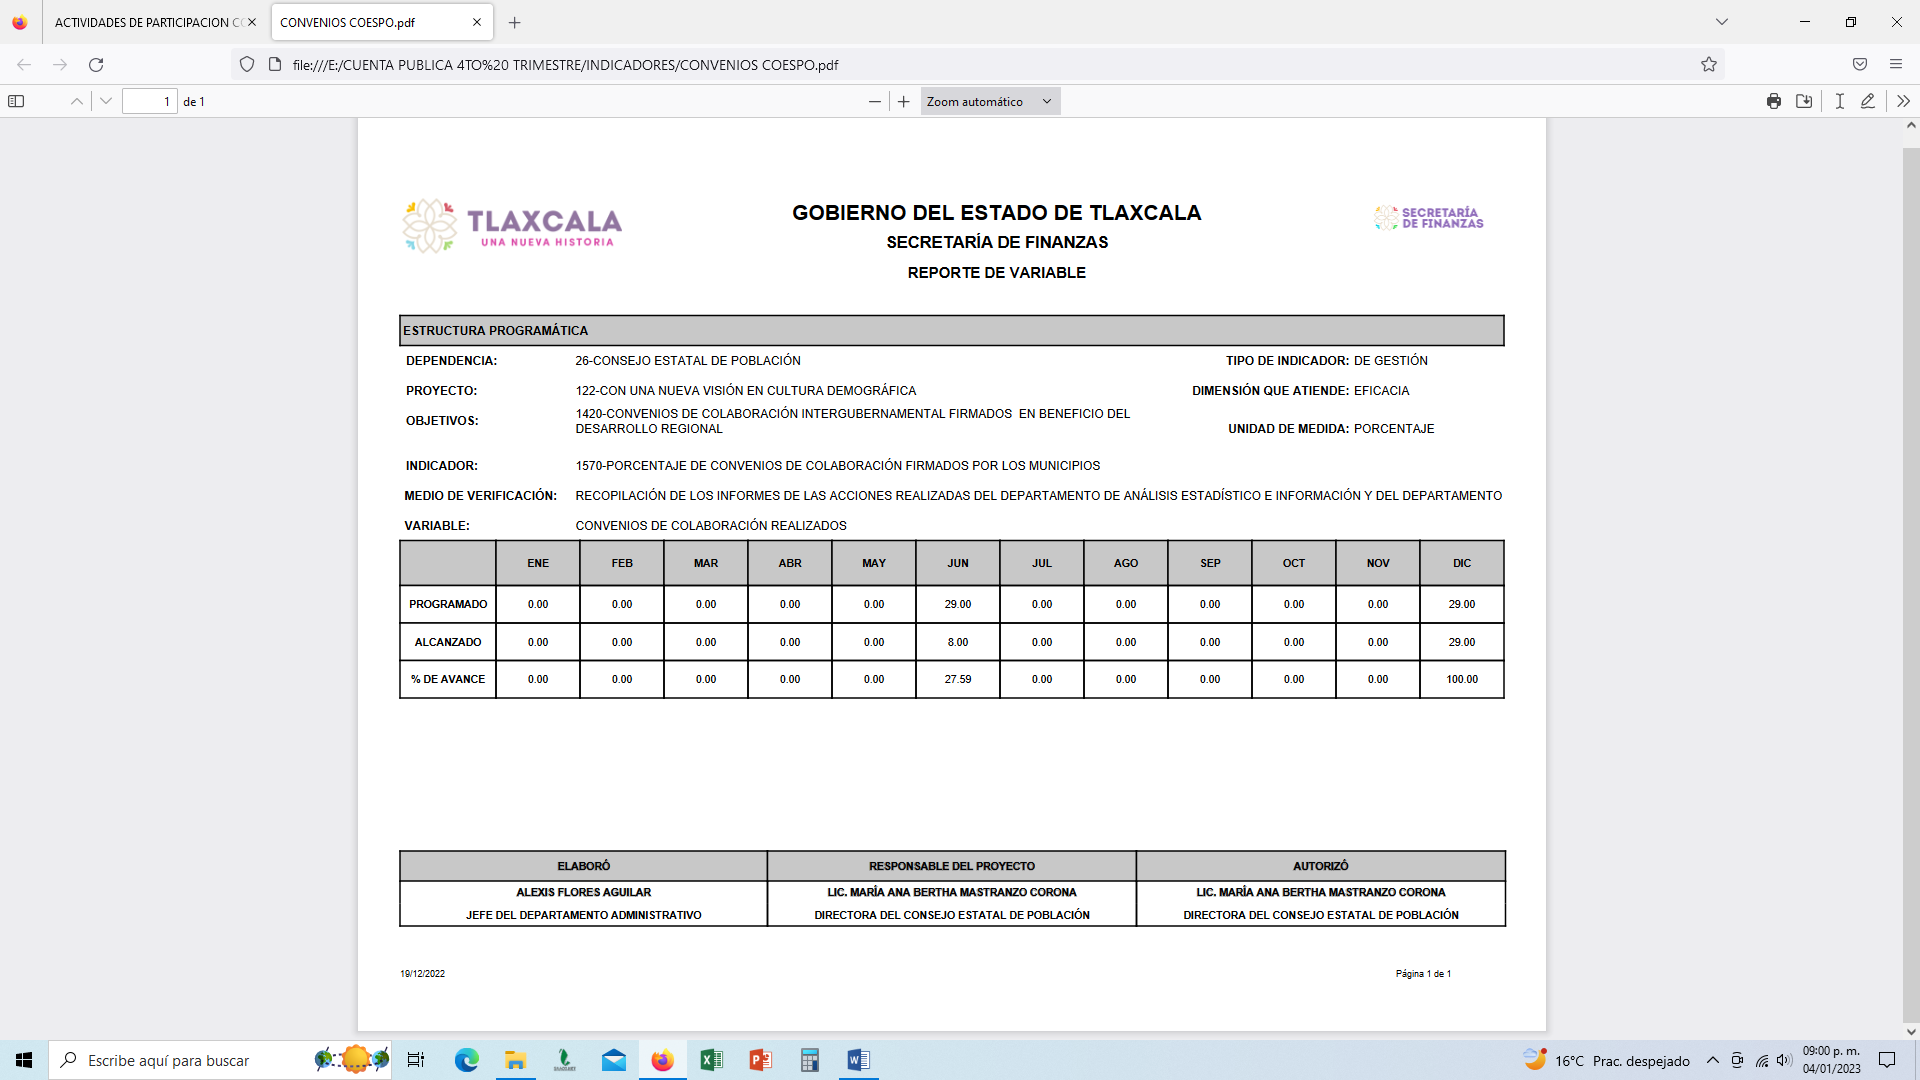 ACTIVIDADES DE PARTICIPACION CO
CONVENIOS COESPO.pdf
file:///E:/CUENTA PUBLICA 4TO%20 TRIMESTRE/INDICADORES/CONVENIOS COESPO.pdf
1 de 1
Zoom automático
TLAXCALA
UNA NUEVA HISTORIA
GOBIERNO DEL ESTADO DE TLAXCALA
SECRETARÍA DE FINANZAS
REPORTE DE VARIABLE
SECRETARÍA
DE FINANZAS
ESTRUCTURA PROGRAMÁTICA
DEPENDENCIA: 26-CONSEJO ESTATAL DE POBLACIÓN TIPO DE INDICADOR: DE GESTIÓN
PROYECTO: 122-CON UNA NUEVA VISIÓN EN CULTURA DEMOGRÁFICA DIMENSIÓN QUE ATIENDE: EFICACIA
OBJETIVOS: 1420-CONVENIOS DE COLABORACIÓN INTERGUBERNAMENTAL FIRMADOS EN BENEFICIO DEL
DESARROLLO REGIONAL UNIDAD DE MEDIDA: PORCENTAJE
INDICADOR: 1570-PORCENTAJE DE CONVENIOS DE COLABORACIÓN FIRMADOS POR LOS MUNICIPIOS
MEDIO DE VERIFICACIÓN: RECOPILACIÓN DE LOS INFORMES DE LAS ACCIONES REALIZADAS DEL DEPARTAMENTO DE ANÁLISIS ESTADÍSTICO E INFORMACIÓN Y DEL DEPARTAMENTO
VARIABLE: CONVENIOS DE COLABORACIÓN REALIZADOS
ENE FEB MAR ABR MAY JUN JUL AGO SEP OCT NOV DIC
PROGRAMADO 0.00 0.00 0.00 0.00 0.00 29.00 0.00 0.00 0.00 0.00 0.00 29.00
ALCANZADO 0.00 0.00 0.00 0.00 0.00 8.00 0.00 0.00 0.00 0.00 0.00 29.00
% DE AVANCE 0.00 0.00 0.00 0.00 0.00 27.59 0.00 0.00 0.00 0.00 0.00 100.00
ELABORÓ RESPONSABLE DEL PROYECTO AUTORIZÓ
ALEXIS FLORES AGUILAR LIC. MARÍA ANA BERTHA MASTRANZO CORONA LIC. MARÍA ANA BERTHA MASTRANZO CORONA
JEFE DEL DEPARTAMENTO ADMINISTRATIVO DIRECTORA DEL CONSEJO ESTATAL DE POBLACIÓN DIRECTORA DEL CONSEJO ESTATAL DE POBLACIÓN
19/12/2022 Página 1 de 1
Escribe aquí para buscar
16°C Prac. despejado
09:00 p. m.
04/01/2023